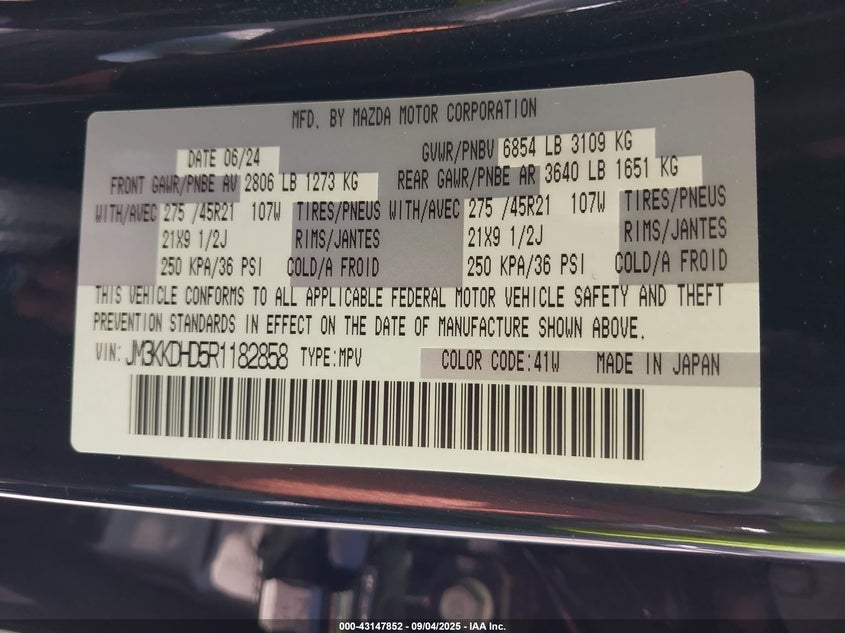 MFD. BY MAZDA MOTOR CORPORATION
DATE 06/24 GVWR/PNBV 6854 LB 3109 KG
FRONT GAWR/PNBE AV 2806 LB 1273 KG REAR GAWR/PNBE AR 3640 LB 1651 KG
WITH/AVEC 275 /45R21 107W TIRES/PNEUS WITH/AVEC 275 /45R21 107W TIRES/PNEUS
21X9 1/2J RIMS/JANTES 21X9 1/2J RIMS/JANTES
250 KPA/36 PSI COLD/A FROID 250 KPA/36 PSI COLD/A FROID
THIS VEHICLE CONFORMS TO ALL APPLICABLE FEDERAL MOTOR VEHICLE SAFETY AND THEFT
PREVENTION STANDARDS IN EFFECT ON THE DATE OF MANUFACTURE SHOWN ABOVE.
VIN: JM3KKDHD5R1182858 TYPE:MPV COLOR CODE:41W MADE IN JAPAN
000-43147852 - 09/04/2025 - IAA Inc.